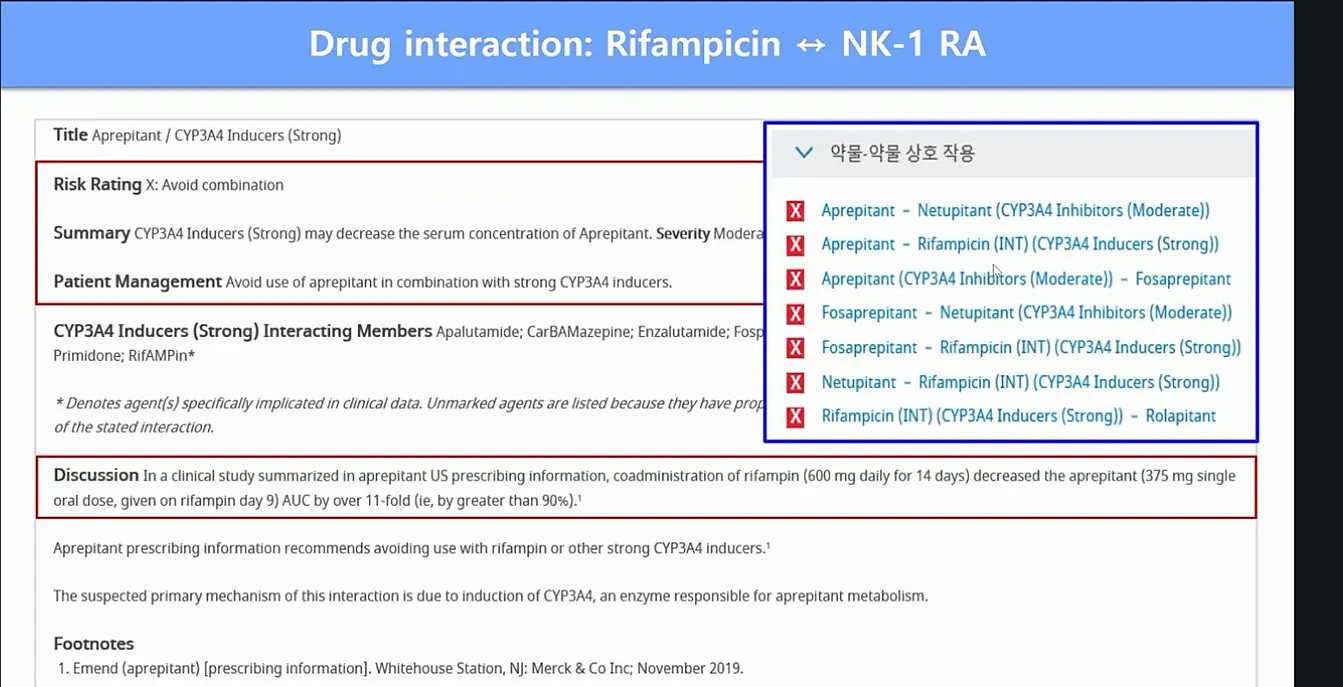 Drug interaction: Rifampicin ↔ NK-1 RA
Title Aprepitant / CYP3A4 Inducers (Strong)
Risk Rating X: Avoid combination
Summary CYP3A4 Inducers (Strong) may decrease the serum concentration of Aprepitant. Severity Modera
Patient Management Avoid use of aprepitant in combination with strong CYP3A4 inducers.
CYP3A4 Inducers (Strong) Interacting Members Apalutamide; CarBAMazepine; Enzalutamide; Fosp
Primidone; RifAMPin*
* Denotes agent(s) specifically implicated in clinical data. Unmarked agents are listed because they have prop
of the stated interaction.
약물-약물 상호 작용
X Aprepitant – Netupitant (CYP3A4 Inhibitors (Moderate))
X Aprepitant – Rifampicin (INT) (CYP3A4 Inducers (Strong))
X Aprepitant (CYP3A4 Inhibitors (Moderate)) – Fosaprepitant
X Fosaprepitant – Netupitant (CYP3A4 Inhibitors (Moderate))
X Fosaprepitant – Rifampicin (INT) (CYP3A4 Inducers (Strong))
X Netupitant – Rifampicin (INT) (CYP3A4 Inducers (Strong))
X Rifampicin (INT) (CYP3A4 Inducers (Strong)) – Rolapitant
Discussion In a clinical study summarized in aprepitant US prescribing information, coadministration of rifampin (600 mg daily for 14 days) decreased the aprepitant (375 mg single
oral dose, given on rifampin day 9) AUC by over 11-fold (ie, by greater than 90%).¹
Aprepitant prescribing information recommends avoiding use with rifampin or other strong CYP3A4 inducers.¹
The suspected primary mechanism of this interaction is due to induction of CYP3A4, an enzyme responsible for aprepitant metabolism.
Footnotes
1. Emend (aprepitant) [prescribing information]. Whitehouse Station, NJ: Merck & Co Inc; November 2019.